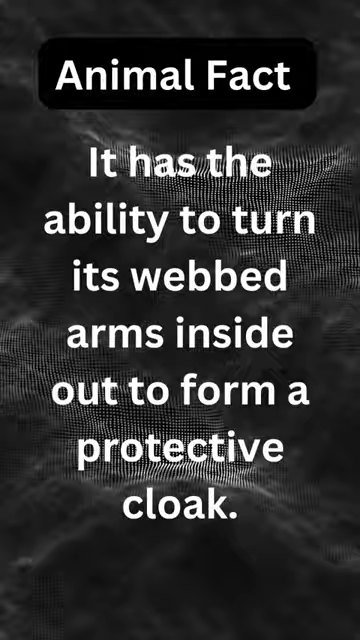 Animal Fact
It has the
ability to turn
its webbed
arms inside
out to form a
protective
cloak.